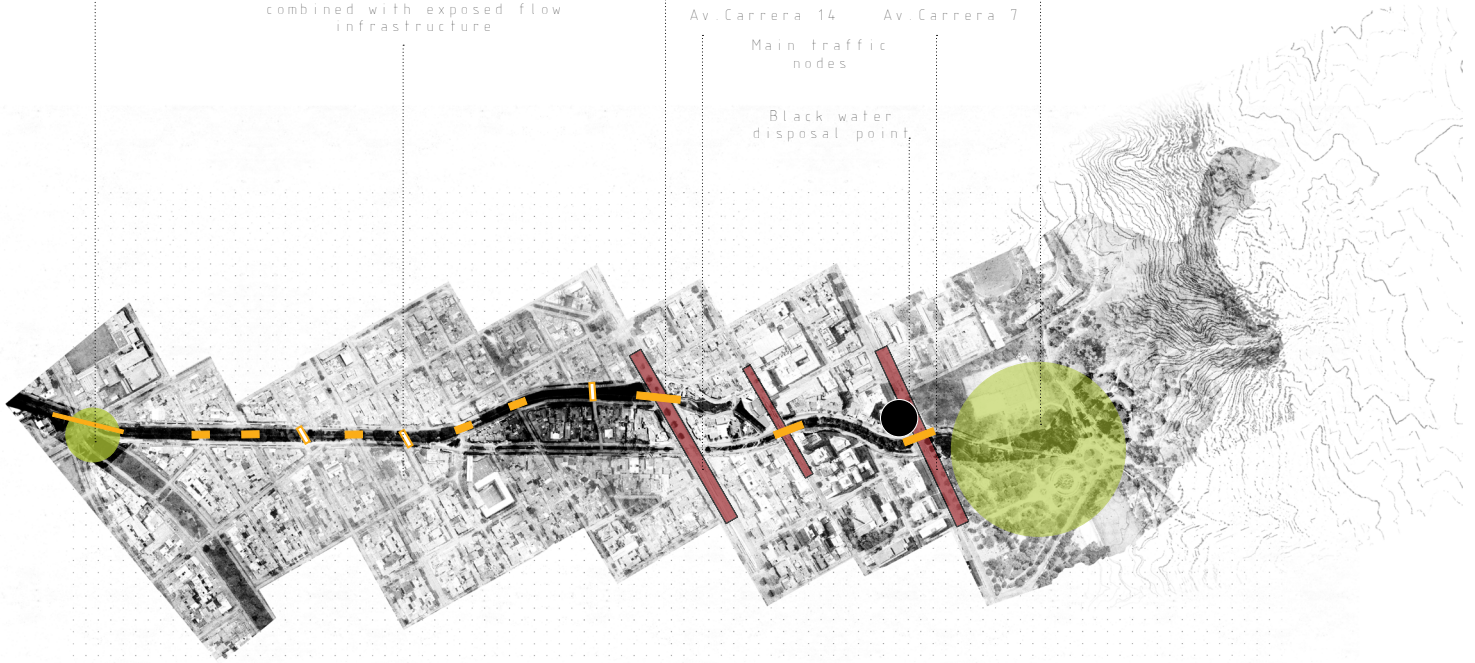 combined with exposed flow
infrastructure
Av.Carrera 14
Av.Carrera 7
Main traffic
nodes
Black water
disposal point